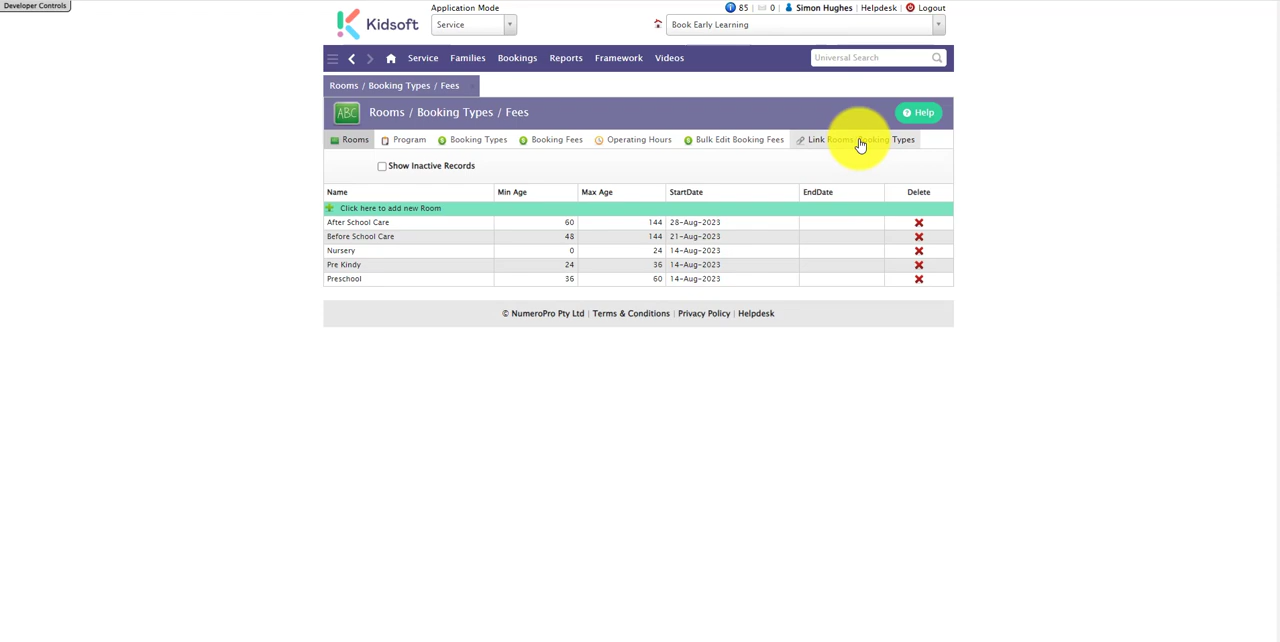 Developer Controls
Kidsoft
Application Mode
Service
85 | 0 | Simon Hughes | Helpdesk | Logout
Book Early Learning
Service Families Bookings Reports Framework Videos
Universal Search
Rooms / Booking Types / Fees
ABC Rooms / Booking Types / Fees
Help
Rooms Program Booking Types Booking Fees Operating Hours Bulk Edit Booking Fees Link Rooms Booking Types
Show Inactive Records
Name Min Age Max Age StartDate EndDate Delete
Click here to add new Room
After School Care 60 144 28-Aug-2023
Before School Care 48 144 21-Aug-2023
Nursery 0 24 14-Aug-2023
Pre Kindy 24 36 14-Aug-2023
Preschool 36 60 14-Aug-2023
© NumeroPro Pty Ltd | Terms & Conditions | Privacy Policy | Helpdesk